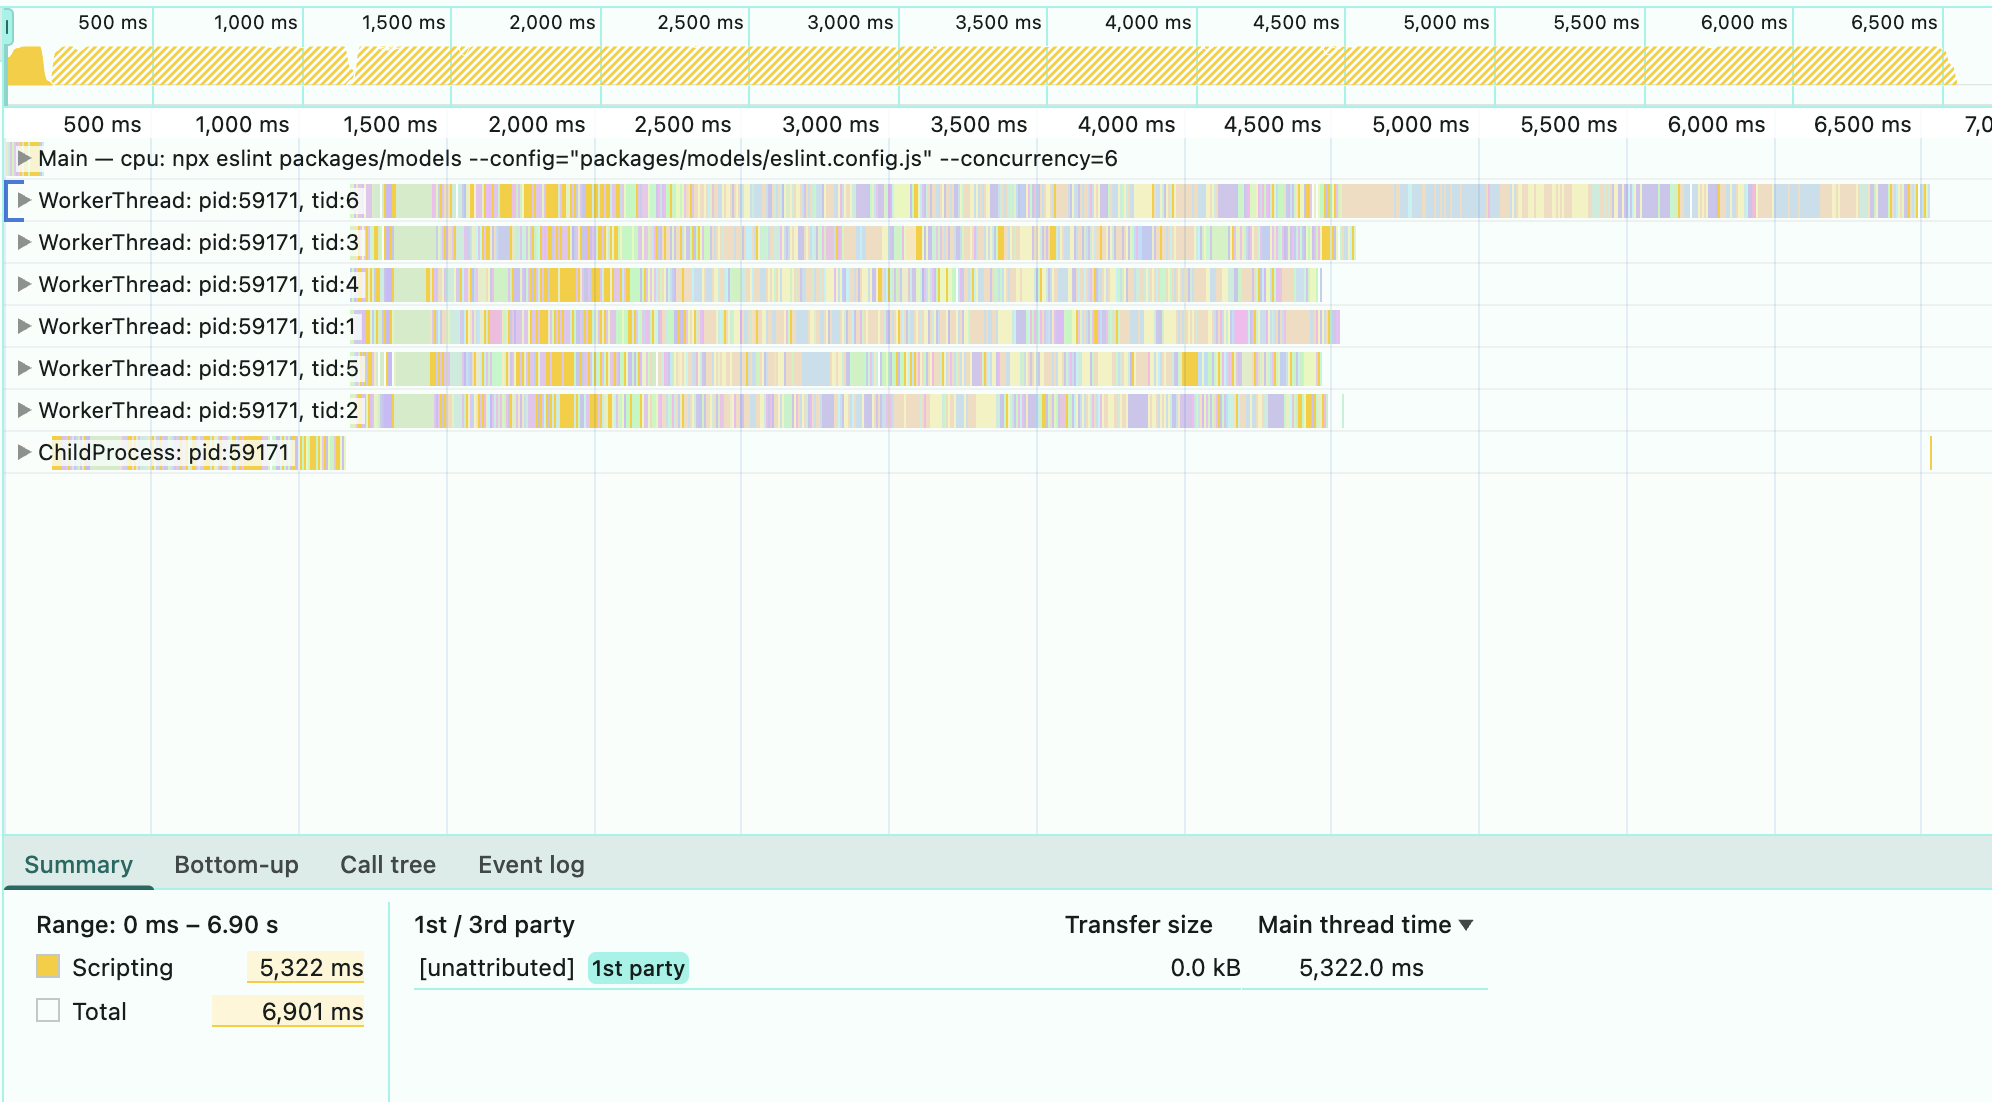 500 ms 1,000 ms 1,500 ms 2,000 ms 2,500 ms 3,000 ms 3,500 ms 4,000 ms 4,500 ms 5,000 ms 5,500 ms 6,000 ms 6,500 ms
500 ms 1,000 ms 1,500 ms 2,000 ms 2,500 ms 3,000 ms 3,500 ms 4,000 ms 4,500 ms 5,000 ms 5,500 ms 6,000 ms 6,500 ms 7,0
Main — cpu: npx eslint packages/models --config="packages/models/eslint.config.js" --concurrency=6
WorkerThread: pid:59171, tid:6
WorkerThread: pid:59171, tid:3
WorkerThread: pid:59171, tid:4
WorkerThread: pid:59171, tid:1
WorkerThread: pid:59171, tid:5
WorkerThread: pid:59171, tid:2
ChildProcess: pid:59171
Summary Bottom-up Call tree Event log
Range: 0 ms – 6.90 s
Scripting 5,322 ms
Total 6,901 ms
1st / 3rd party Transfer size Main thread time
[unattributed] 1st party 0.0 kB 5,322.0 ms